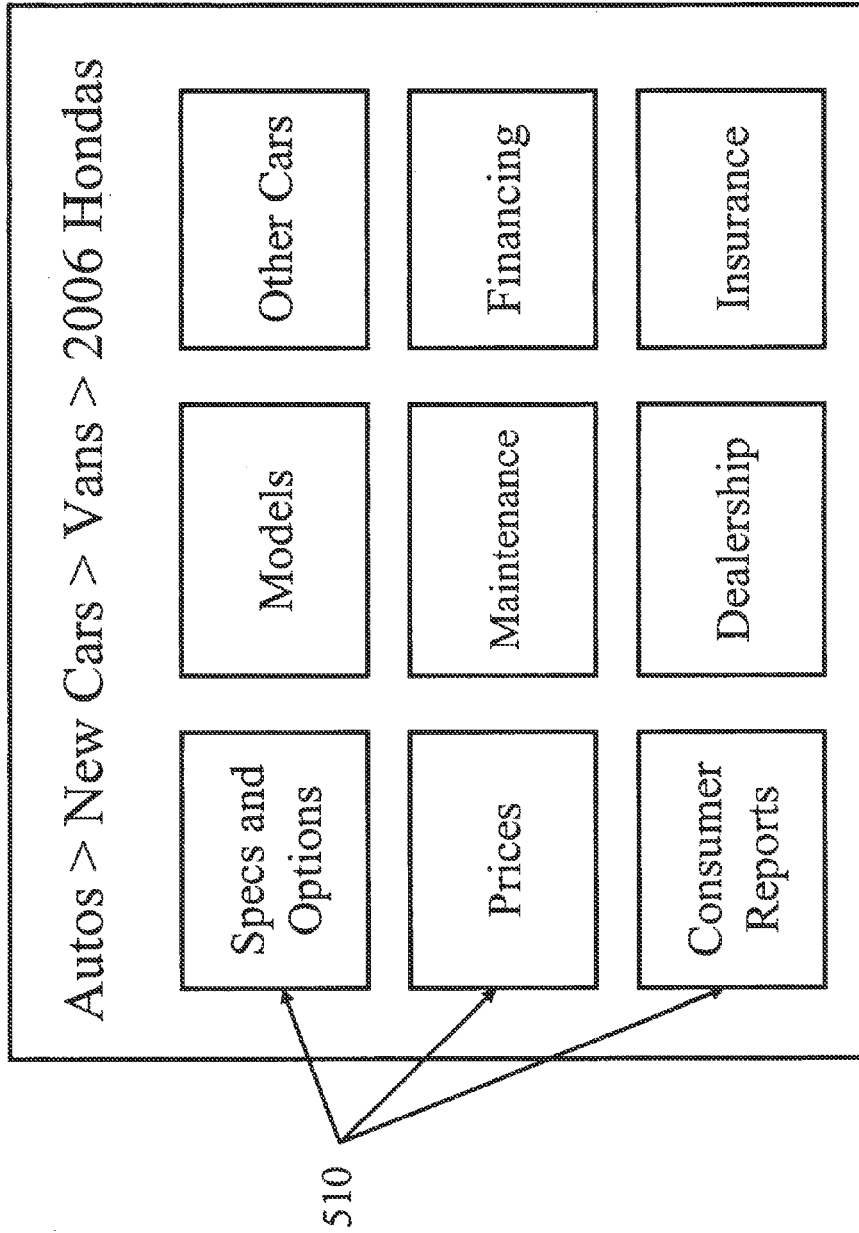 Autos > New Cars > Vans > 2006 Hondas
Specs and
Options
Models
Other Cars
Prices
Maintenance
Financing
Consumer
Reports
Dealership
Insurance
510